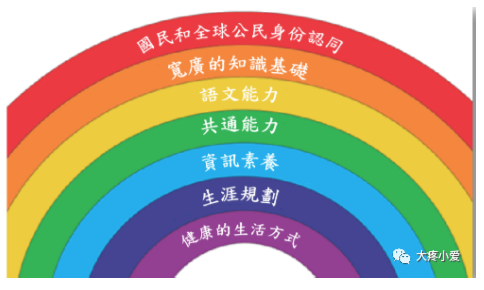 國民和全球公民身份認同
寬廣的知識基礎
語文能力
共通能力
資訊素養
生涯規劃
健康的生活方式
大疼小爱